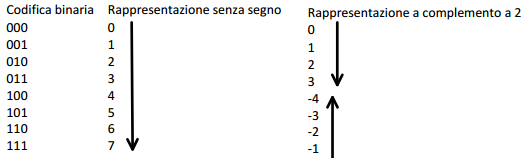 Codifica binaria Rappresentazione senza segno Rappresentazione a complemento a 2
000 0 0
001 1 1
010 2 2
011 3 3
100 4 -4
101 5 -3
110 6 -2
111 7 -1